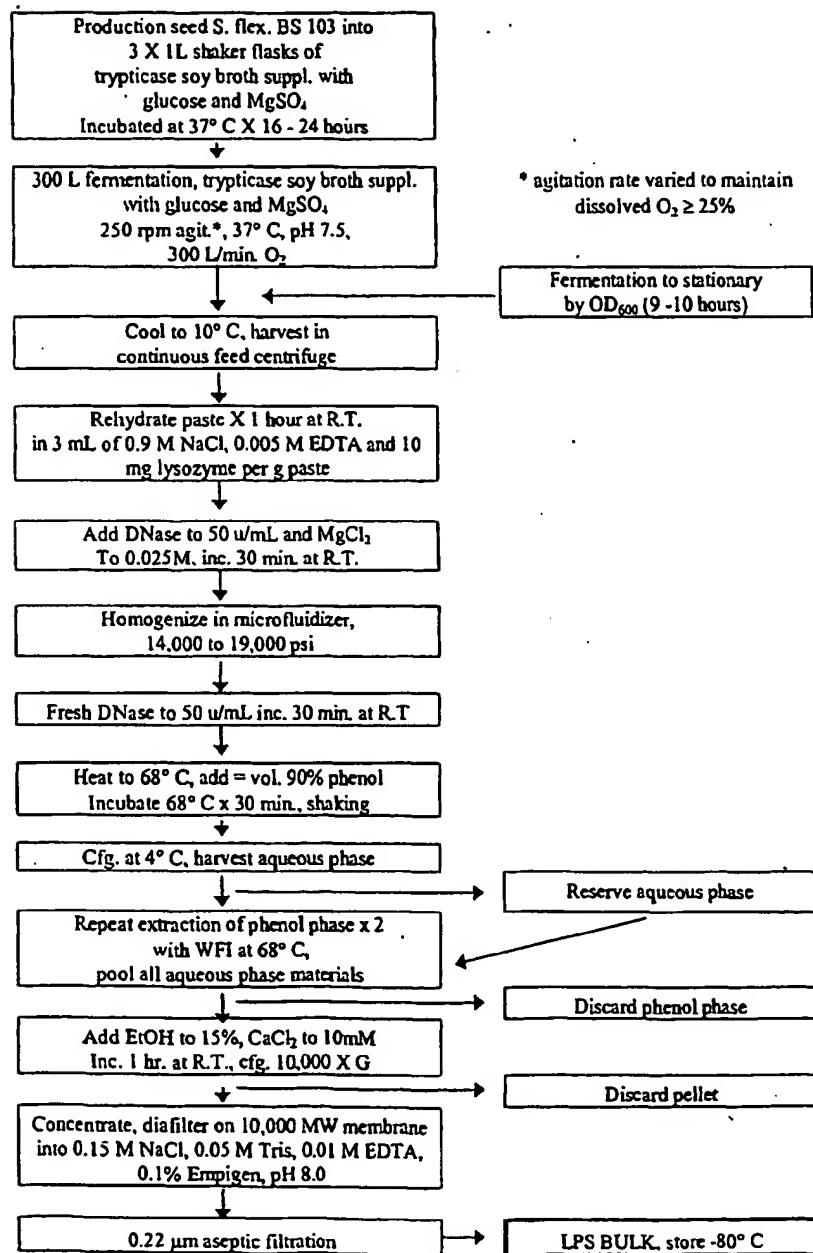 Production seed S. flex. BS 103 into
3 X 1L shaker flasks of
trypticase soy broth suppl. with
glucose and MgSO₄
Incubated at 37° C X 16 - 24 hours
300 L fermentation, trypticase soy broth suppl.
with glucose and MgSO₄
250 rpm agit.*, 37° C, pH 7.5,
300 L/min. O₂
* agitation rate varied to maintain
dissolved O₂ ≥ 25%
Fermentation to stationary
by OD₆₀₀ (9 -10 hours)
Cool to 10° C, harvest in
continuous feed centrifuge
Rehydrate paste X 1 hour at R.T.
in 3 mL of 0.9 M NaCl, 0.005 M EDTA and 10
mg lysozyme per g paste
Add DNase to 50 u/mL and MgCl₂
To 0.025M, inc. 30 min. at R.T.
Homogenize in microfluidizer,
14,000 to 19,000 psi
Fresh DNase to 50 u/mL inc. 30 min. at R.T
Heat to 68° C, add = vol. 90% phenol
Incubate 68° C x 30 min., shaking
Cfg. at 4° C, harvest aqueous phase
Reserve aqueous phase
Repeat extraction of phenol phase x 2
with WFI at 68° C,
pool all aqueous phase materials
Discard phenol phase
Add EtOH to 15%, CaCl₂ to 10mM
Inc. 1 hr. at R.T., cfg. 10,000 X G
Discard pellet
Concentrate, diafilter on 10,000 MW membrane
into 0.15 M NaCl, 0.05 M Tris, 0.01 M EDTA,
0.1% Empigen, pH 8.0
0.22 µm aseptic filtration
LPS BULK, store -80° C